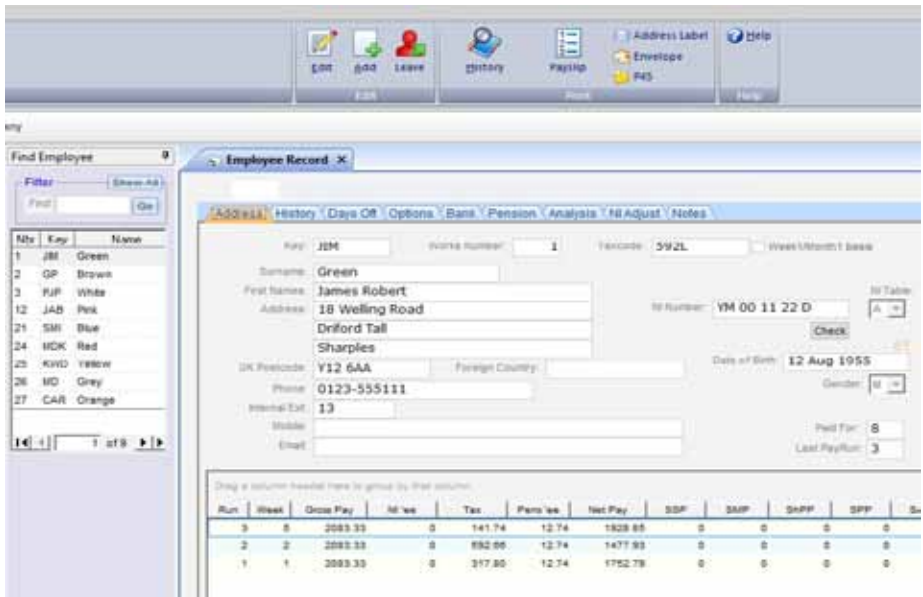 Address Label
Help
Envelope
P45
Edit
Add
Leave
History
Payslip
Edit
Print
Help
any
Find Employee
Employee Record
Filter
Show All
Find
Go
Address History Days Off Options Bank Pension Analysis NI Adjust Notes
Key: JIM Works Number: 1 Taxcode: 592L Week1/Month1 basis
Surname: Green
First Names: James Robert
Address: 18 Welling Road
Driford Tall
Sharples
NI Number: YM 00 11 22 D
NI Table:
A
Check
UK Postcode: Y12 6AA
Foreign Country:
Date of Birth: 12 Aug 1955
Gender: M
Phone: 0123-555111
Internal Ext: 13
Mobile:
Email:
Paid For: 8
Last PayRun: 3
Name
Key
1 JIM Green
2 GP Brown
3 PJP White
12 JAB Pink
21 SMI Blue
24 MDK Red
25 KWD Yellow
26 MD Grey
27 CAR Orange
1 of 9
Drag a column header here to group by that column
Run Week Gross Pay NI 'ee Tax Pens 'ee Net Pay SSP SMP ShPP SPP
3 2083.33 0 141.74 12.74 1928.85 0 0 0 0
2 2 2083.33 0 592.66 12.74 1477.93 0 0 0 0
1 1 2083.33 0 317.80 12.74 1752.79 0 0 0 0